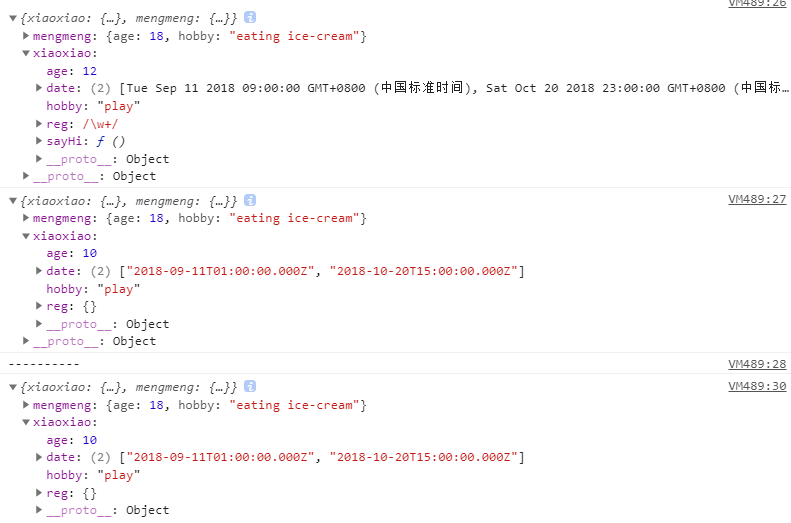 VM489:26
▼{xiaoxiao: {…}, mengmeng: {…}} i
▶mengmeng: {age: 18, hobby: "eating ice-cream"}
▼xiaoxiao:
age: 12
▶date: (2) [Tue Sep 11 2018 09:00:00 GMT+0800 (中国标准时间), Sat Oct 20 2018 23:00:00 GMT+0800 (中国标…
hobby: "play"
▶reg: /\w+/
▶sayHi: ƒ ()
▶__proto__: Object
▶__proto__: Object
▼{xiaoxiao: {…}, mengmeng: {…}} i VM489:27
▶mengmeng: {age: 18, hobby: "eating ice-cream"}
▼xiaoxiao:
age: 10
▶date: (2) ["2018-09-11T01:00:00.000Z", "2018-10-20T15:00:00.000Z"]
hobby: "play"
▶reg: {}
▶__proto__: Object
▶__proto__: Object
---------- VM489:28
▼{xiaoxiao: {…}, mengmeng: {…}} i VM489:30
▶mengmeng: {age: 18, hobby: "eating ice-cream"}
▼xiaoxiao:
age: 10
▶date: (2) ["2018-09-11T01:00:00.000Z", "2018-10-20T15:00:00.000Z"]
hobby: "play"
▶reg: {}
▶__proto__: Object